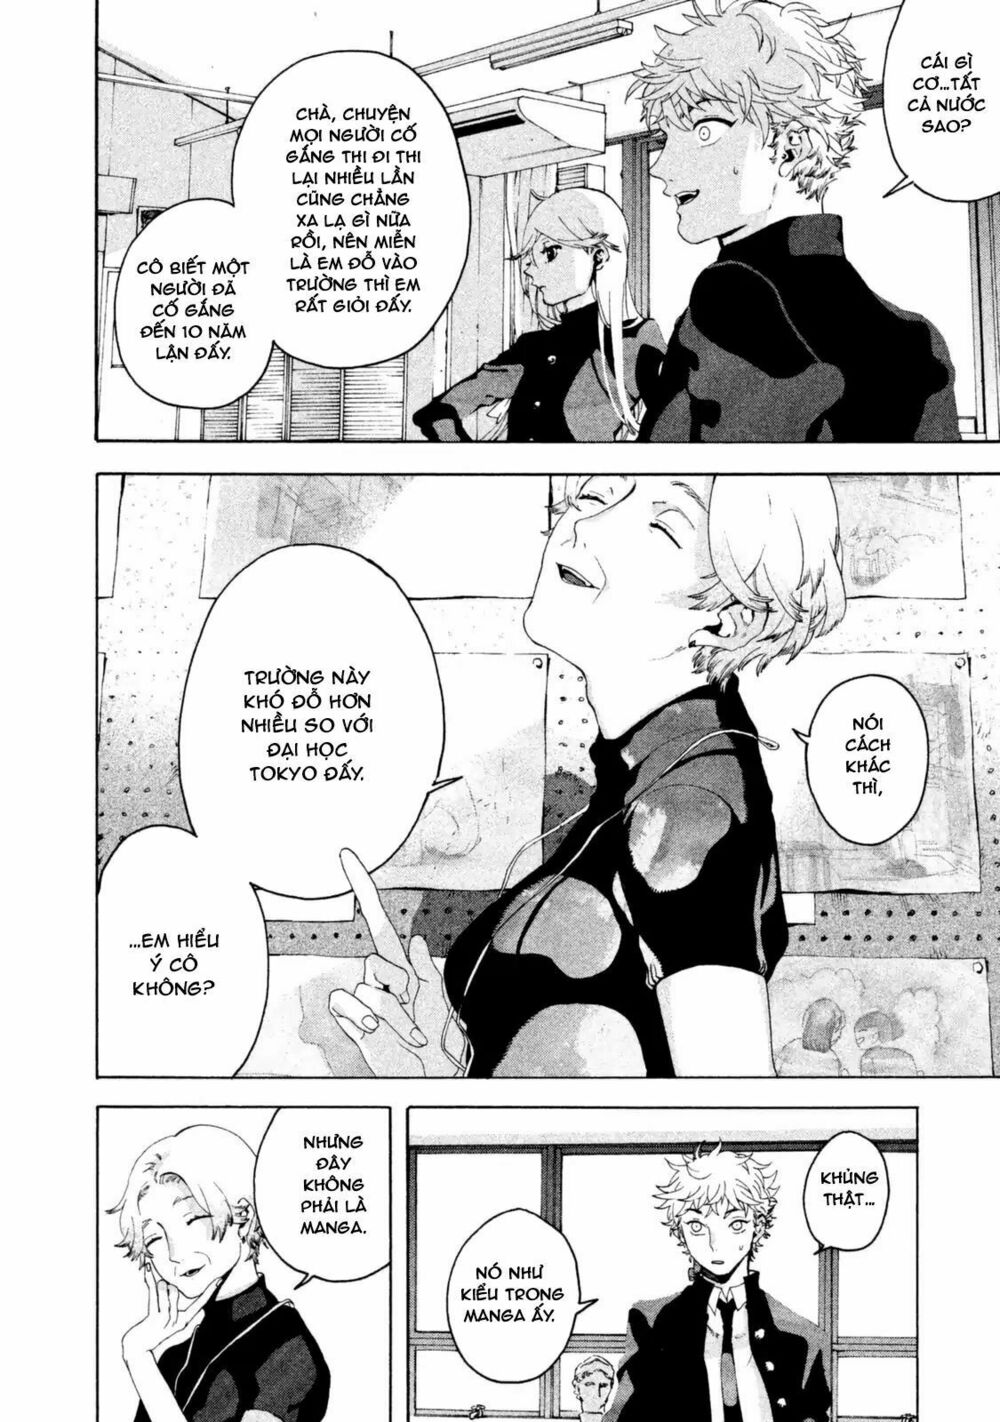 CÁI GÌ
CƠ...TẤT
CẢ NƯỚC
SAO?
CHÀ, CHUYỆN
MỌI NGƯỜI CỐ
GẮNG THI ĐI THI
LẠI NHIỀU LẦN
CŨNG CHẲNG
XA LẠ GÌ NỮA
RỒI, NÊN MIỄN
LÀ EM ĐỖ VÀO
TRƯỜNG THÌ EM
RẤT GIỎI ĐẤY.
CÔ BIẾT MỘT
NGƯỜI ĐÃ
CỐ GẮNG
ĐẾN 10 NĂM
LẬN ĐẤY.
NÓI
CÁCH
KHÁC
THÌ,
TRƯỜNG NÀY
KHÓ ĐỖ HƠN
NHIỀU SO VỚI
ĐẠI HỌC
TOKYO ĐẤY.
...EM HIỂU
Ý CÔ
KHÔNG?
KHỦNG
THẬT...
NÓ NHƯ
KIỂU TRONG
MANGA ẤY.
NHƯNG
ĐÂY
KHÔNG
PHẢI LÀ
MANGA.